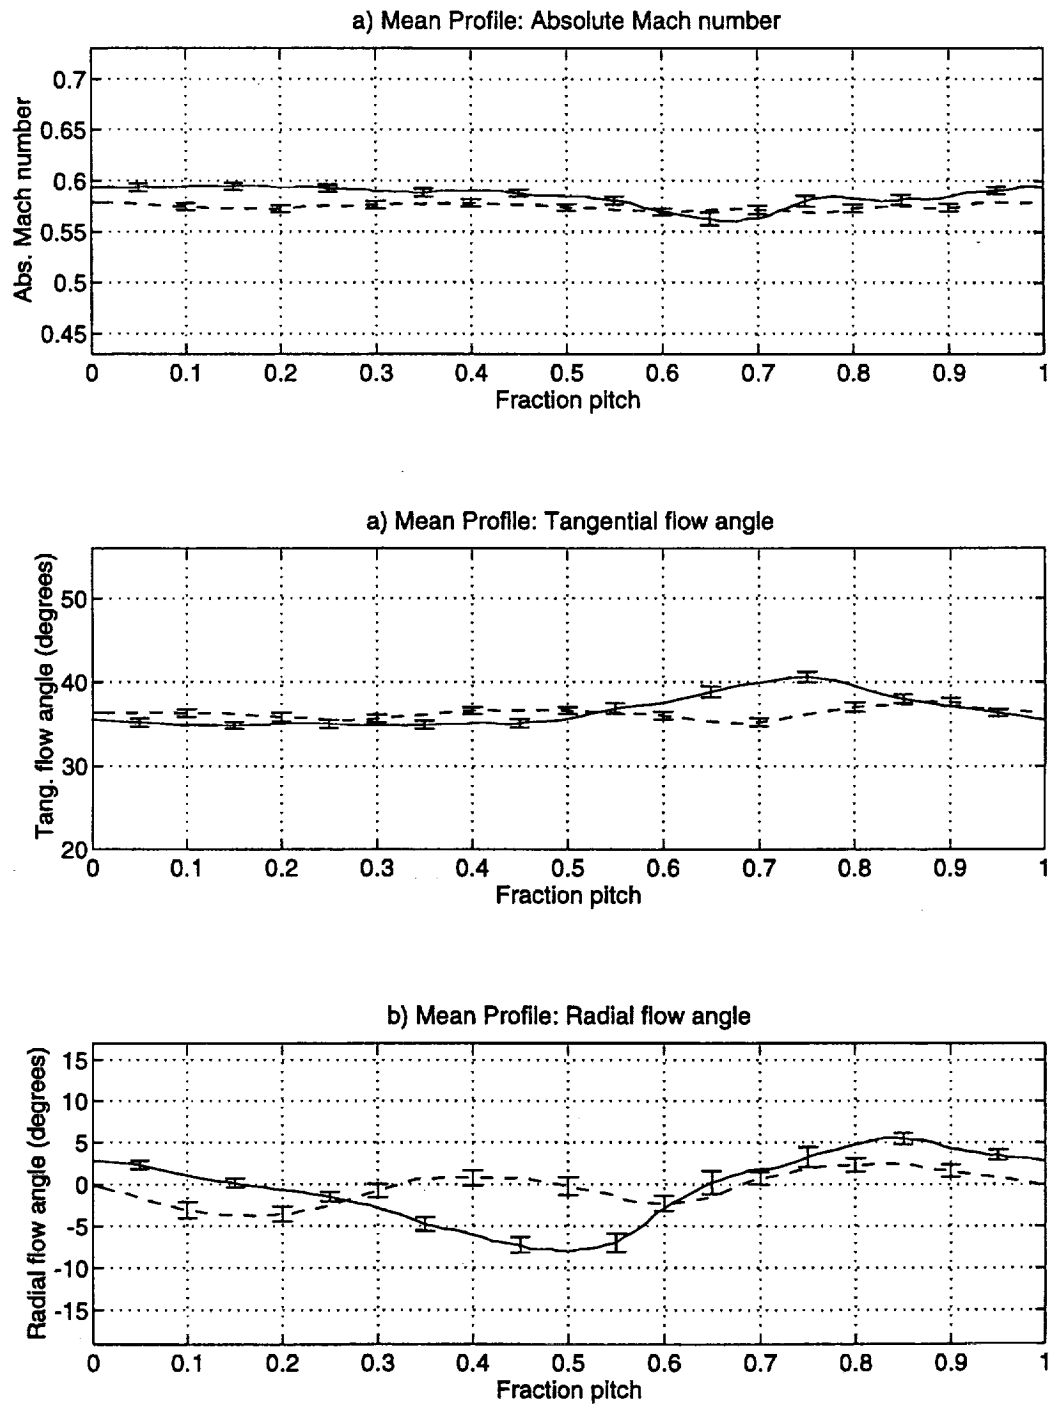 a) Mean Profile: Absolute Mach number
Abs. Mach number
0.7
0.65
0.6
0.55
0.5
0.45
0 0.1 0.2 0.3 0.4 0.5 0.6 0.7 0.8 0.9 1
Fraction pitch
a) Mean Profile: Tangential flow angle
Tang. flow angle (degrees)
50
40
30
20
0 0.1 0.2 0.3 0.4 0.5 0.6 0.7 0.8 0.9 1
Fraction pitch
b) Mean Profile: Radial flow angle
Radial flow angle (degrees)
15
10
5
0
-5
-10
-15
0 0.1 0.2 0.3 0.4 0.5 0.6 0.7 0.8 0.9 1
Fraction pitch